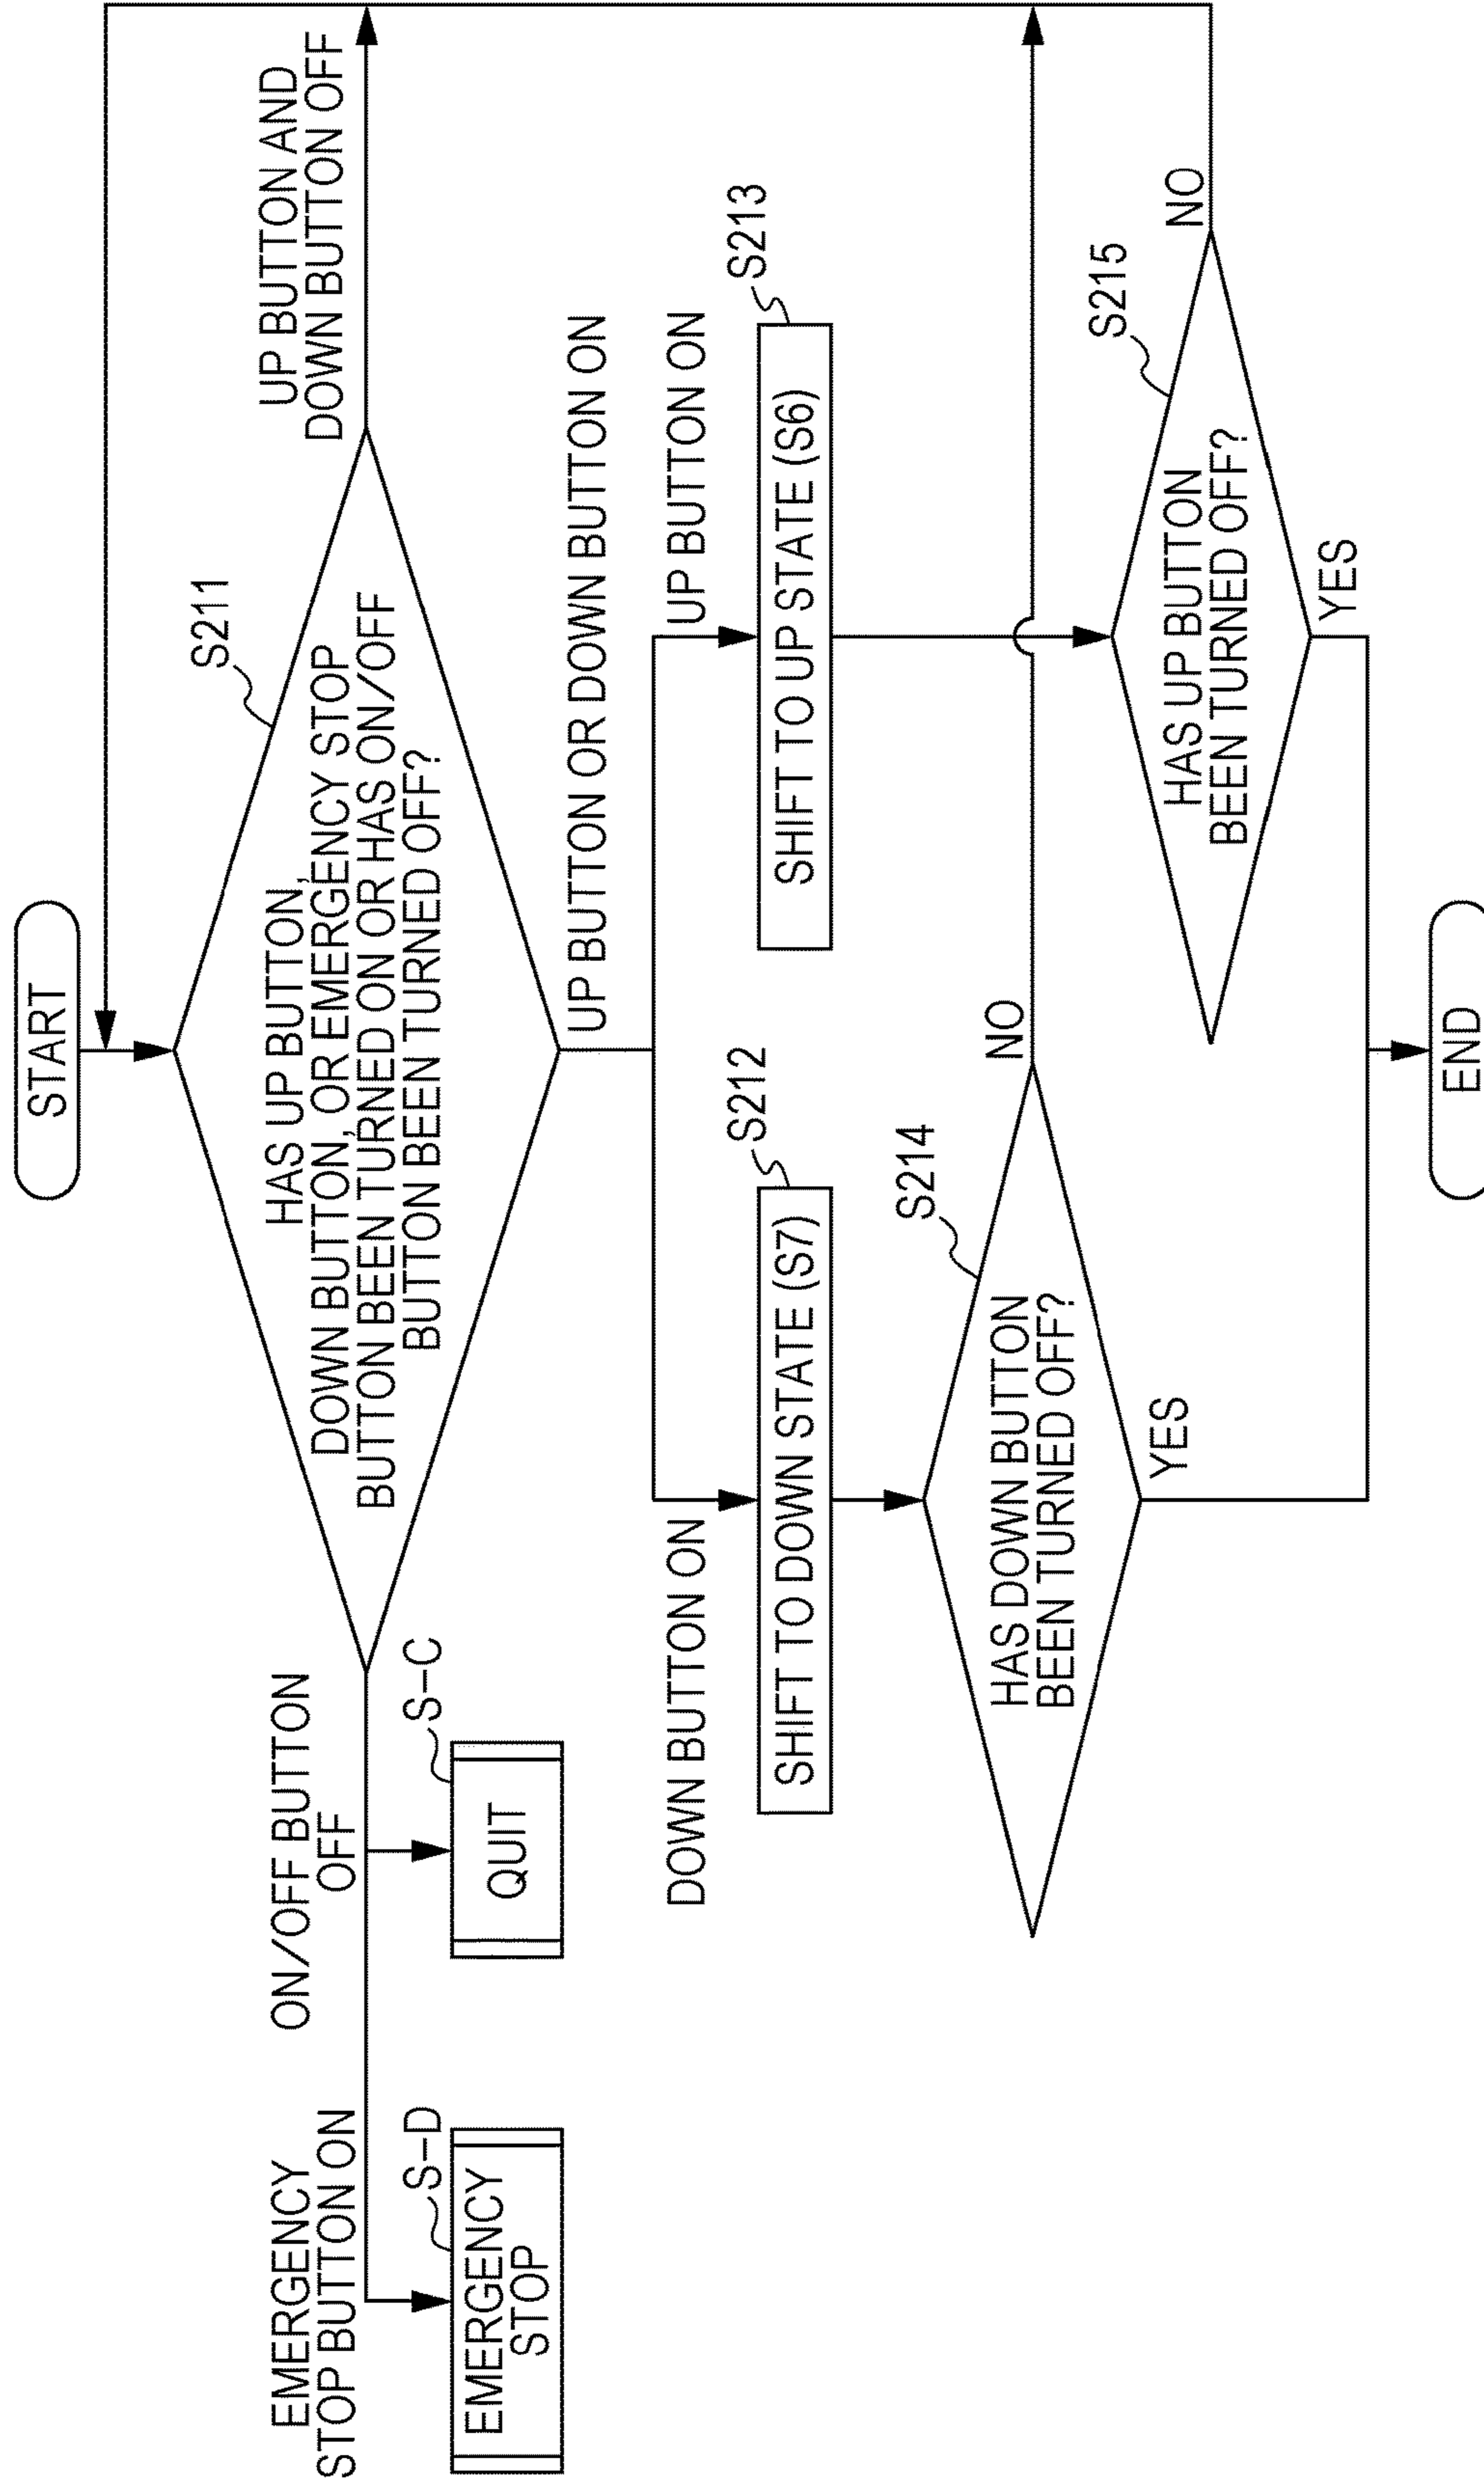 START
S211
HAS UP BUTTON,
DOWN BUTTON, OR EMERGENCY STOP
BUTTON BEEN TURNED ON OR HAS ON/OFF
BUTTON BEEN TURNED OFF?
EMERGENCY
STOP BUTTON ON
ON/OFF BUTTON
OFF
UP BUTTON AND
DOWN BUTTON OFF
S-D
EMERGENCY
STOP
S-C
QUIT
UP BUTTON OR DOWN BUTTON ON
DOWN BUTTON ON
UP BUTTON ON
S212
SHIFT TO DOWN STATE (S7)
S213
SHIFT TO UP STATE (S6)
S214
HAS DOWN BUTTON
BEEN TURNED OFF?
NO
YES
S215
HAS UP BUTTON
BEEN TURNED OFF?
NO
YES
END